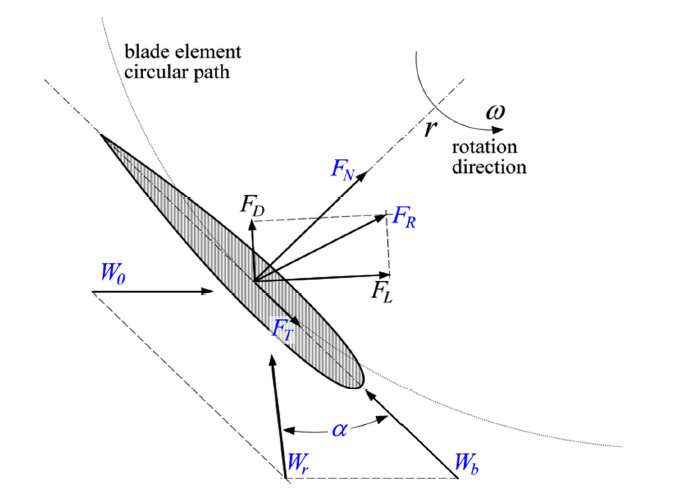 blade element
circular path
ω
r
rotation
direction
F_N
F_D
F_R
W_0
F_L
F_T
α
W_r
W_b